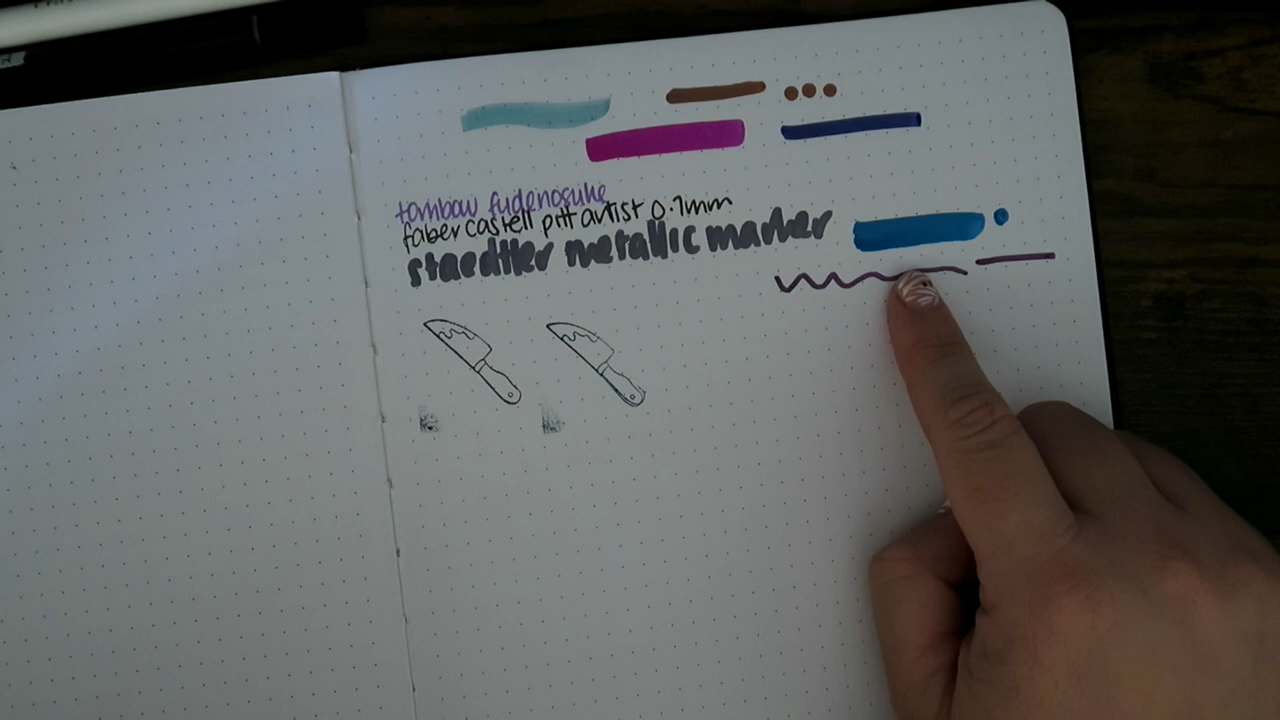 tombow fudenosuke
faber castell pitt artist 0.7mm
staedtler metallic marker